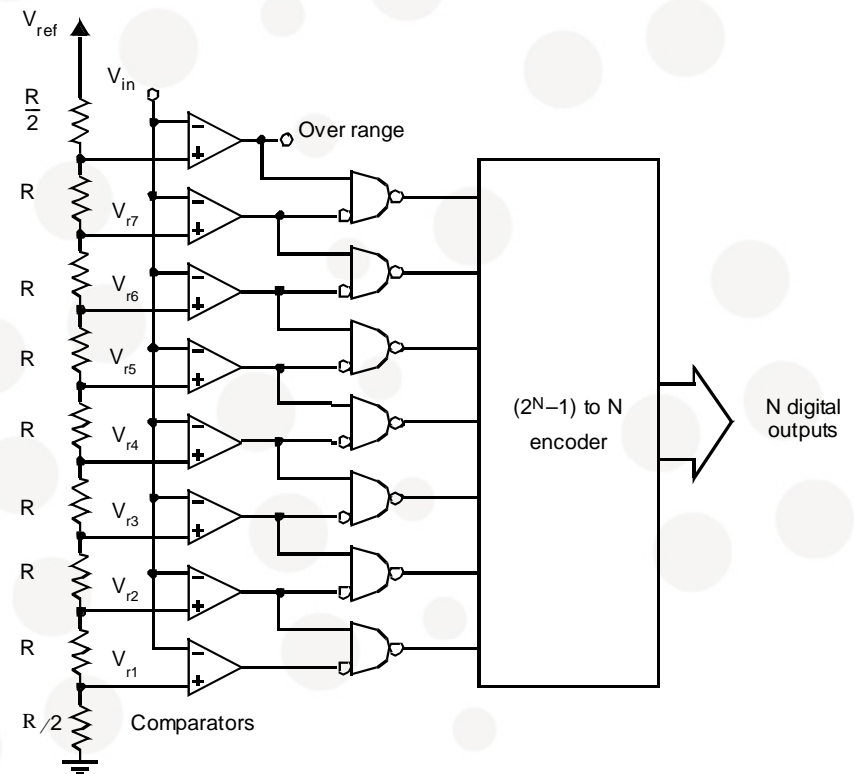 V_ref
V_in
R/2
Over range
R
V_r7
R
V_r6
R
V_r5
R
V_r4
R
V_r3
R
V_r2
R
V_r1
R/2
Comparators
(2^N–1) to N
encoder
N digital
outputs